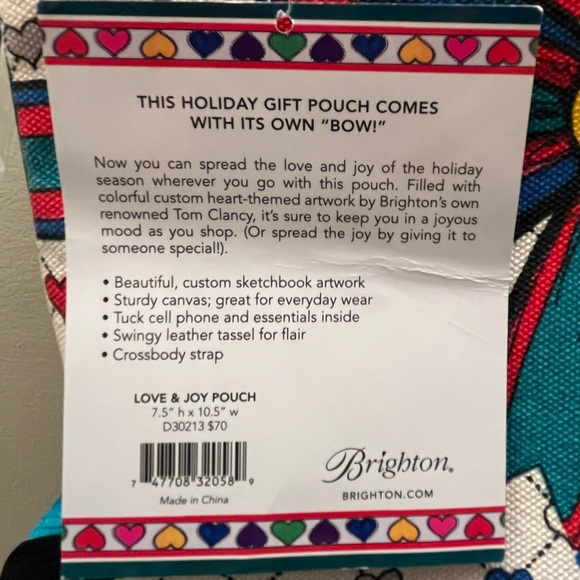 THIS HOLIDAY GIFT POUCH COMES
WITH ITS OWN "BOW!"
Now you can spread the love and joy of the holiday
season wherever you go with this pouch. Filled with
colorful custom heart-themed artwork by Brighton's own
renowned Tom Clancy, it's sure to keep you in a joyous
mood as you shop. (Or spread the joy by giving it to
someone special!).
• Beautiful, custom sketchbook artwork
• Sturdy canvas; great for everyday wear
• Tuck cell phone and essentials inside
• Swingy leather tassel for flair
• Crossbody strap
LOVE & JOY POUCH
7.5" h x 10.5" w
D30213 $70
7 47708 32058 9
Made in China
Brighton®
BRIGHTON.COM